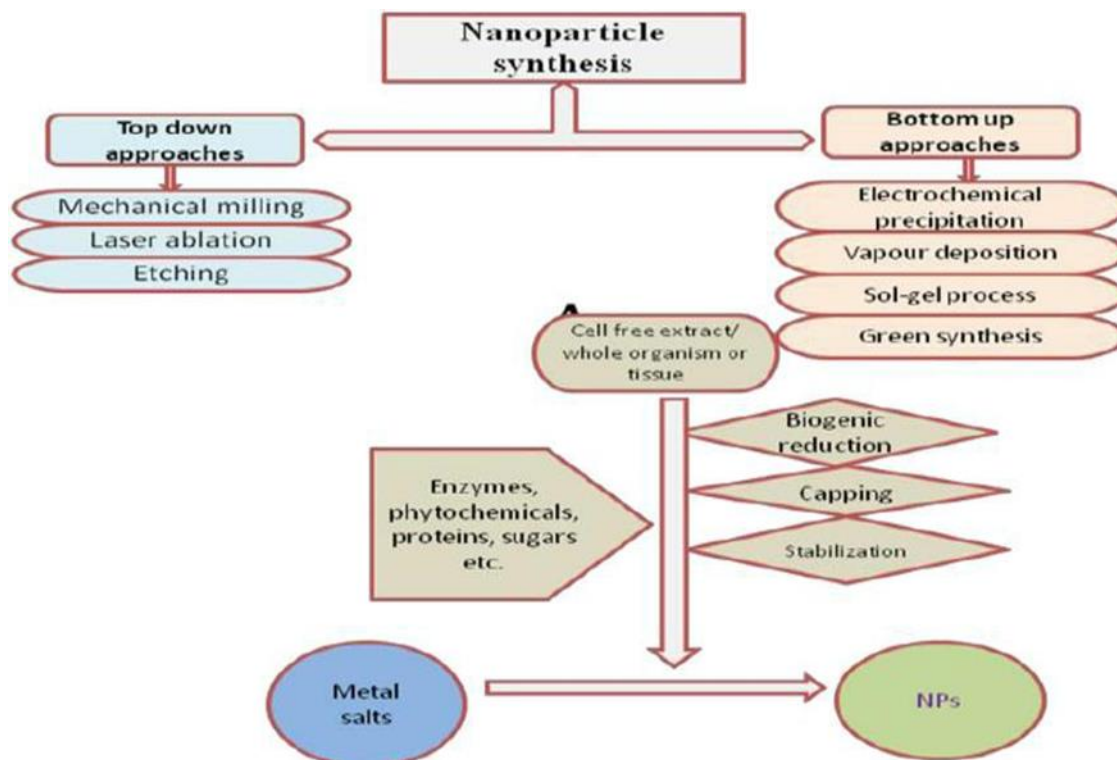 Nanoparticle
synthesis
Top down
approaches
Mechanical milling
Laser ablation
Etching
Bottom up
approaches
Electrochemical
precipitation
Vapour deposition
Sol-gel process
Green synthesis
Cell free extract/
whole organism or
tissue
Biogenic
reduction
Capping
Stabilization
Enzymes,
phytochemicals,
proteins, sugars
etc.
Metal
salts
NPs